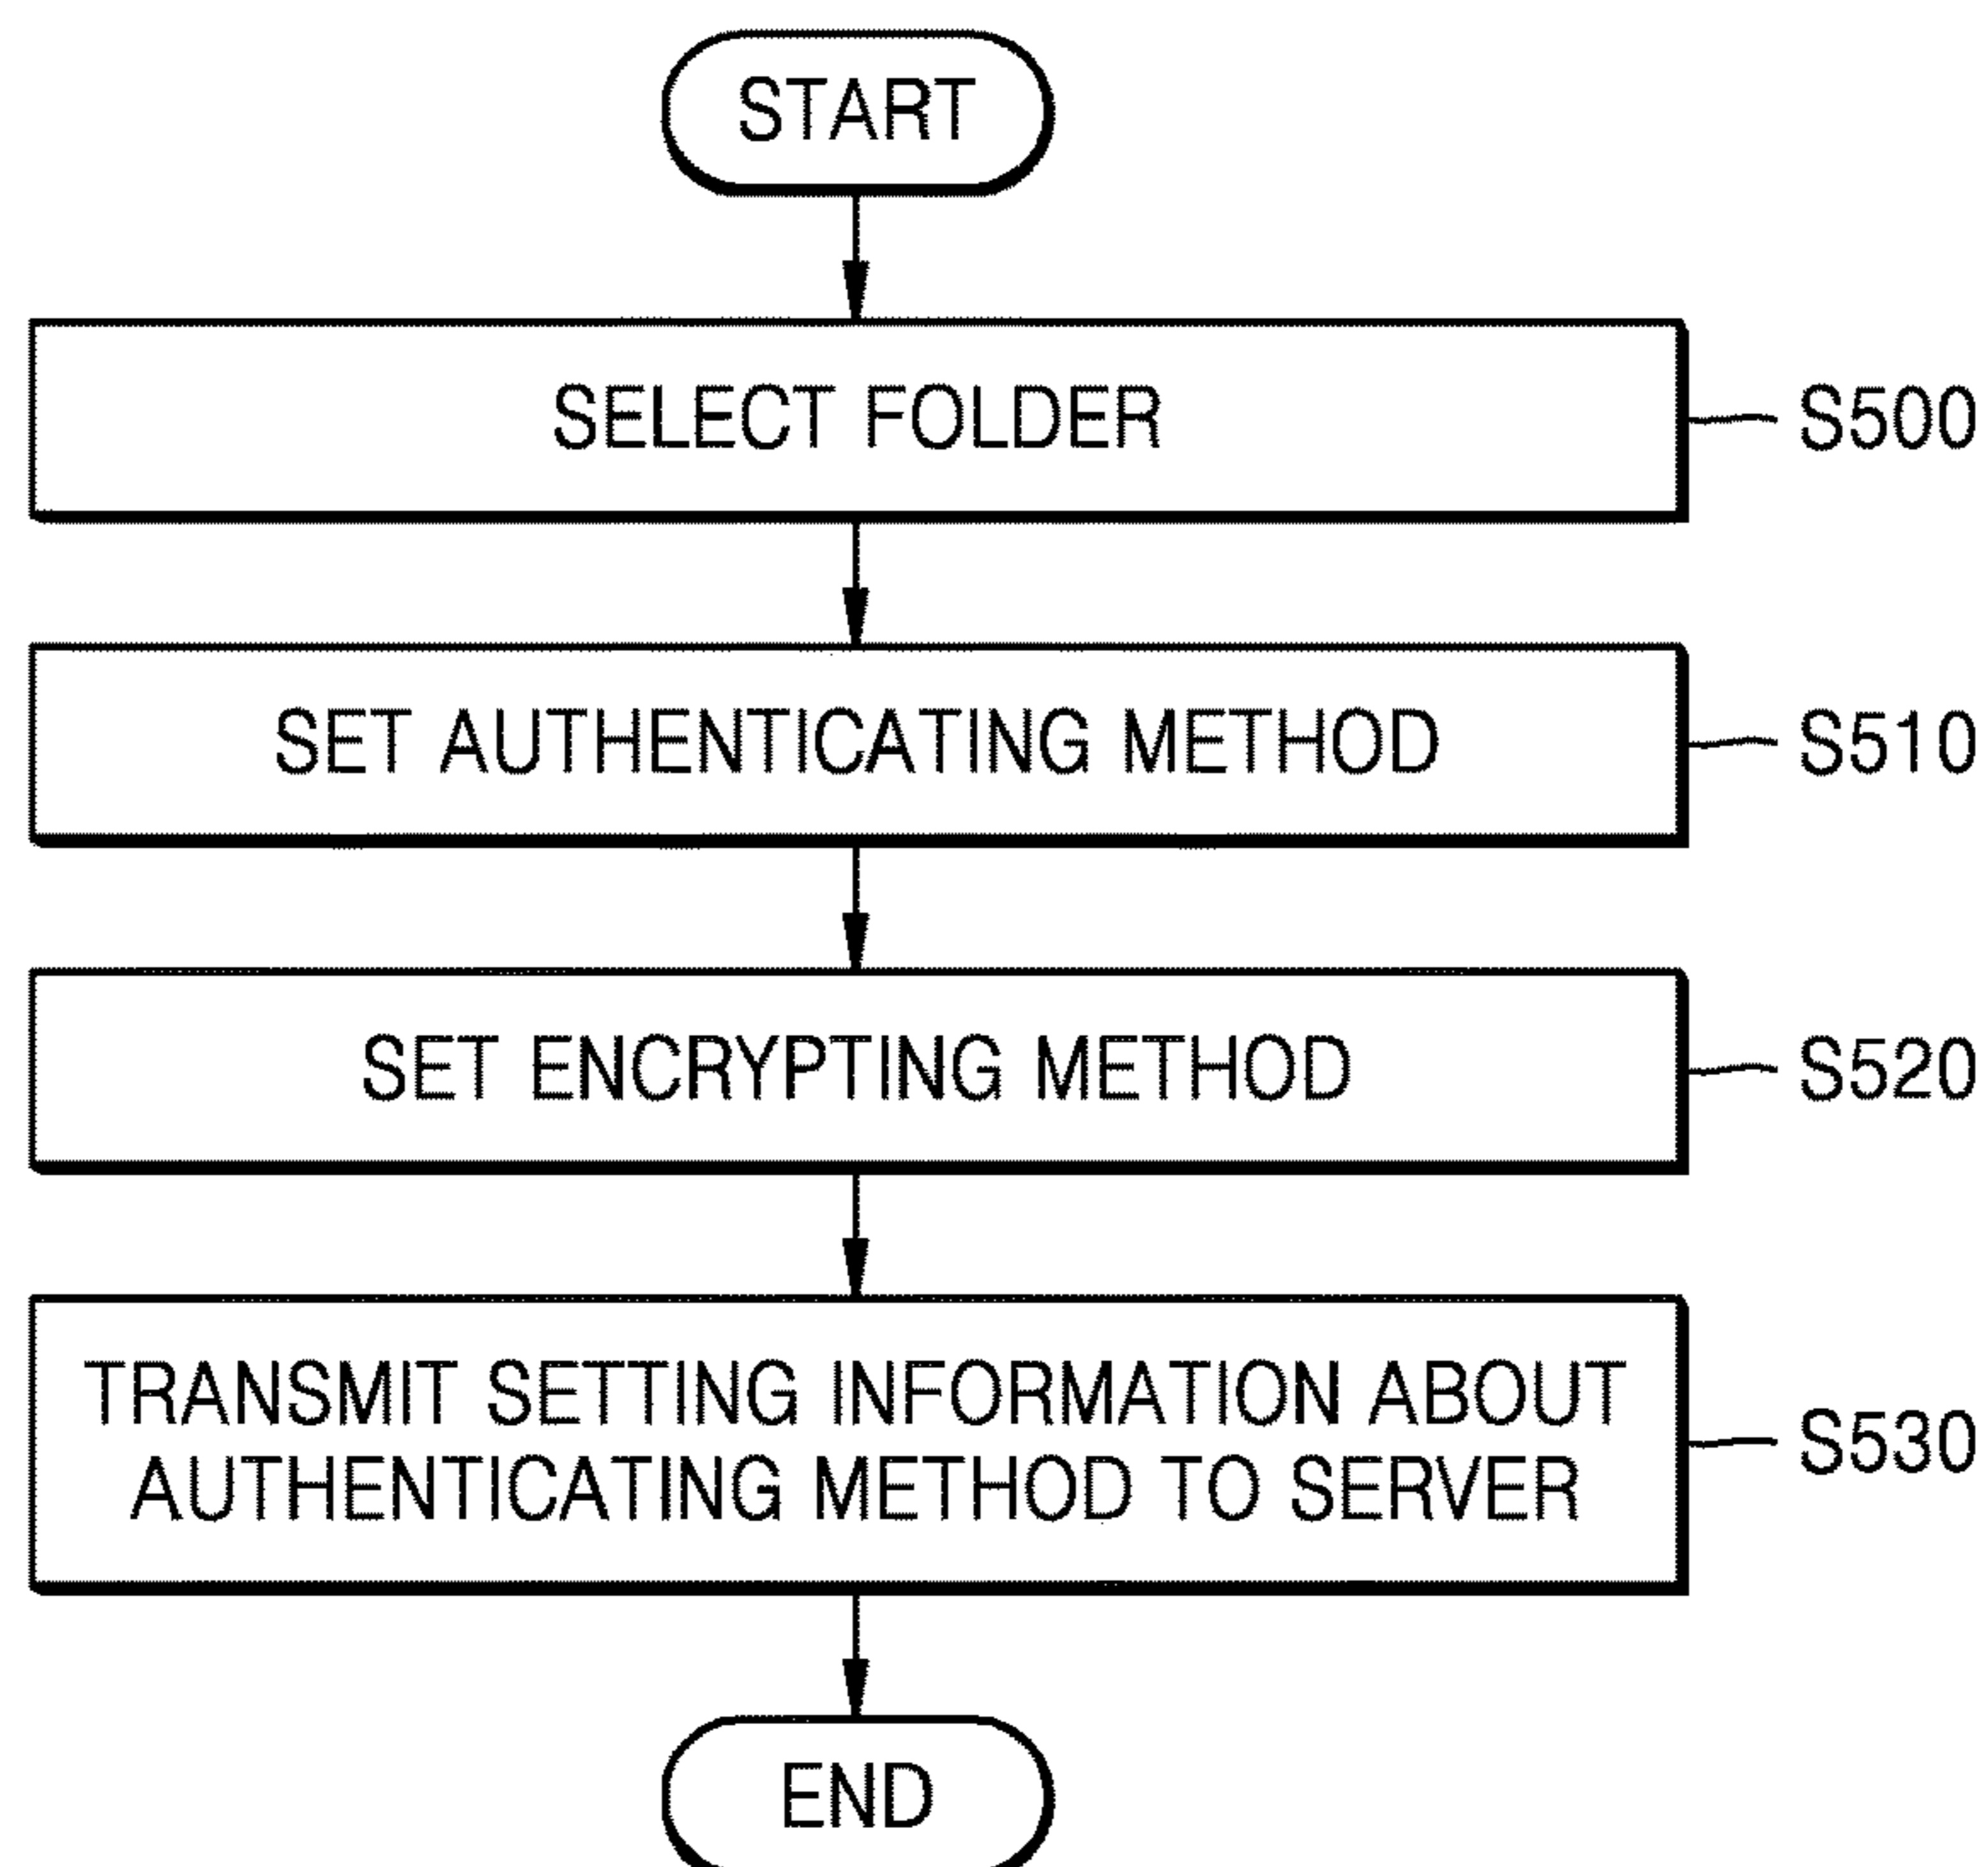 START
SELECT FOLDER
S500
SET AUTHENTICATING METHOD
S510
SET ENCRYPTING METHOD
S520
TRANSMIT SETTING INFORMATION ABOUT
AUTHENTICATING METHOD TO SERVER
S530
END